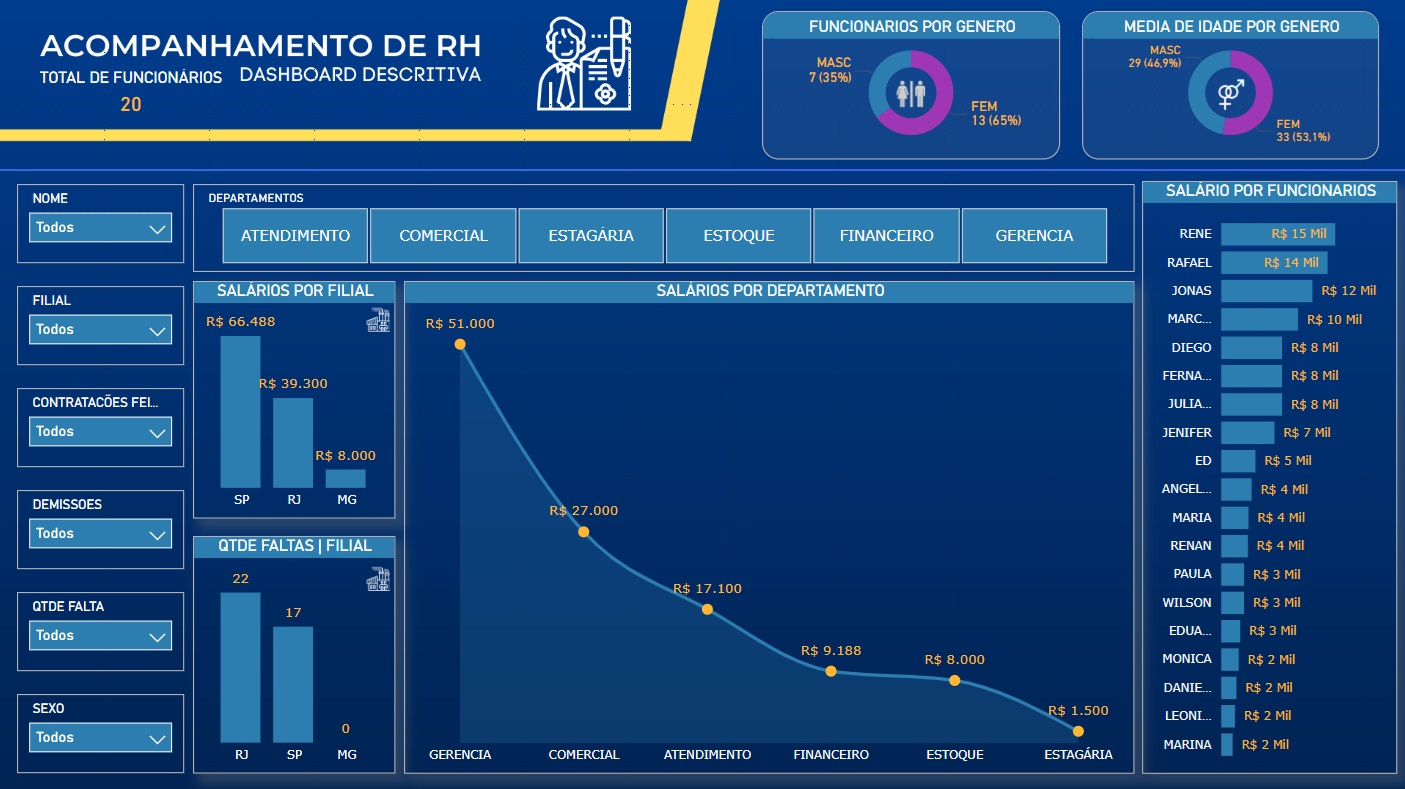 ACOMPANHAMENTO DE RH
TOTAL DE FUNCIONÁRIOS
DASHBOARD DESCRITIVA
20
FUNCIONARIOS POR GENERO
MASC
7 (35%)
FEM
13 (65%)
MEDIA DE IDADE POR GENERO
MASC
29 (46,9%)
FEM
33 (53,1%)
NOME
Todos
FILIAL
Todos
CONTRATACÕES FEI...
Todos
DEMISSOES
Todos
QTDE FALTA
Todos
SEXO
Todos
DEPARTAMENTOS
ATENDIMENTO
COMERCIAL
ESTAGÁRIA
ESTOQUE
FINANCEIRO
GERENCIA
SALÁRIOS POR FILIAL
R$ 66.488
R$ 39.300
R$ 8.000
SP
RJ
MG
QTDE FALTAS | FILIAL
22
17
0
RJ
SP
MG
SALÁRIOS POR DEPARTAMENTO
R$ 51.000
R$ 27.000
R$ 17.100
R$ 9.188
R$ 8.000
R$ 1.500
GERENCIA
COMERCIAL
ATENDIMENTO
FINANCEIRO
ESTOQUE
ESTAGÁRIA
SALÁRIO POR FUNCIONARIOS
RENE R$ 15 Mil
RAFAEL R$ 14 Mil
JONAS R$ 12 Mil
MARC... R$ 10 Mil
DIEGO R$ 8 Mil
FERNA... R$ 8 Mil
JULIA... R$ 8 Mil
JENIFER R$ 7 Mil
ED R$ 5 Mil
ANGEL... R$ 4 Mil
MARIA R$ 4 Mil
RENAN R$ 4 Mil
PAULA R$ 3 Mil
WILSON R$ 3 Mil
EDUA... R$ 3 Mil
MONICA R$ 2 Mil
DANIE... R$ 2 Mil
LEONI... R$ 2 Mil
MARINA R$ 2 Mil